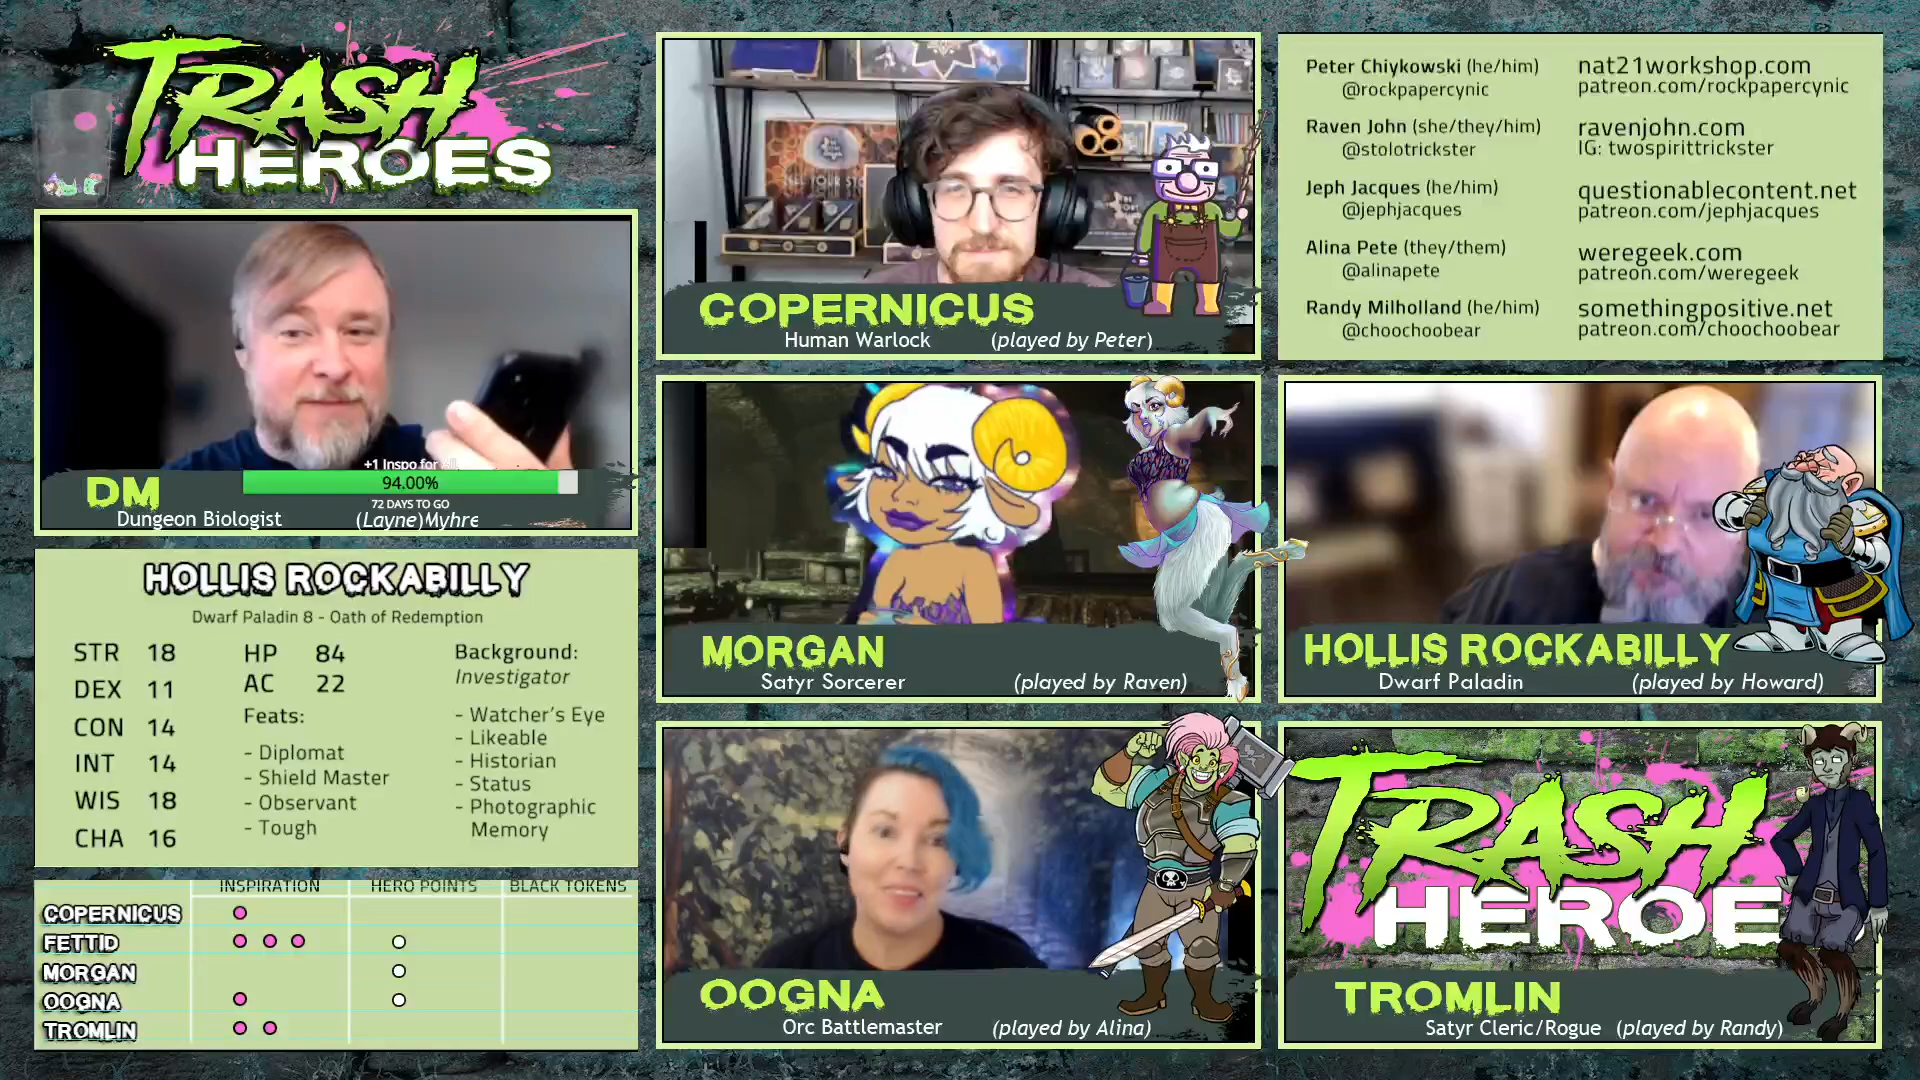 TRASH
HEROES
+1 Inspo for
94.00%
72 DAYS TO GO
DM
Dungeon Biologist (Layne)Myhre
HOLLIS ROCKABILLY
Dwarf Paladin 8 - Oath of Redemption
STR 18
DEX 11
CON 14
INT 14
WIS 18
CHA 16
HP 84
AC 22
Feats:
- Diplomat
- Shield Master
- Observant
- Tough
Background:
Investigator
- Watcher's Eye
- Likeable
- Historian
- Status
- Photographic
Memory
INSPIRATION HERO POINTS BLACK TOKENS
COPERNICUS
FETTID
MORGAN
OOGNA
TROMLIN
COPERNICUS
Human Warlock (played by Peter)
MORGAN
Satyr Sorcerer (played by Raven)
OOGNA
Orc Battlemaster (played by Alina)
Peter Chiykowski (he/him)
@rockpapercynic
nat21workshop.com
patreon.com/rockpapercynic
Raven John (she/they/him)
@stolotrickster
ravenjohn.com
IG: twospirittrickster
Jeph Jacques (he/him)
@jephjacques
questionablecontent.net
patreon.com/jephjacques
Alina Pete (they/them)
@alinapete
weregeek.com
patreon.com/weregeek
Randy Milholland (he/him)
@choochoobear
somethingpositive.net
patreon.com/choochoobear
HOLLIS ROCKABILLY
Dwarf Paladin (played by Howard)
TRASH
HEROE
TROMLIN
Satyr Cleric/Rogue (played by Randy)